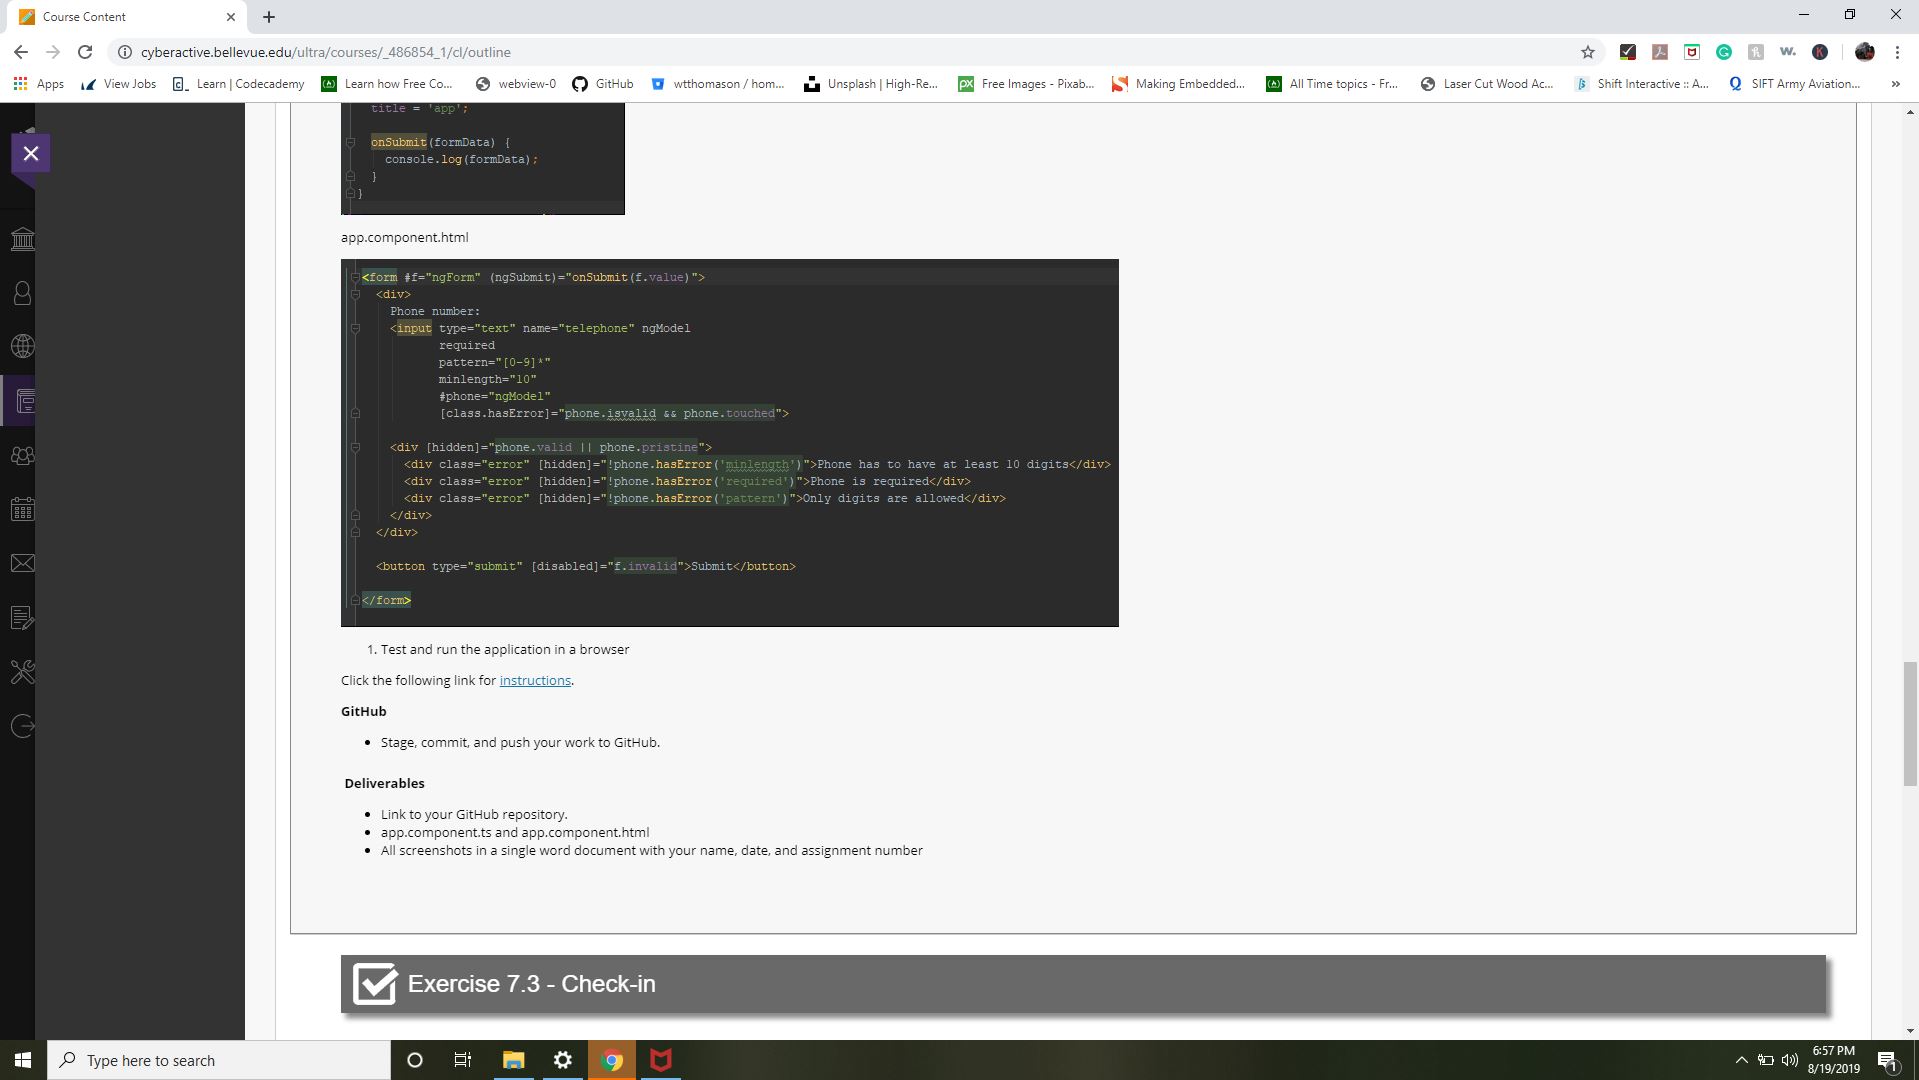 Course Content
cyberactive.bellevue.edu/ultra/courses/_486854_1/cl/outline
Apps View Jobs Learn | Codecademy Learn how Free Co... webview-0 GitHub wtthomason / hom... Unsplash | High-Re... Free Images - Pixab... Making Embedded... All Time topics - Fr... Laser Cut Wood Ac... Shift Interactive :: A... SIFT Army Aviation... »
title = 'app';
onSubmit(formData) {
console.log(formData);
}
}
app.component.html
<form #f="ngForm" (ngSubmit)="onSubmit(f.value)">
<div>
Phone number:
<input type="text" name="telephone" ngModel
required
pattern="[0-9]*"
minlength="10"
#phone="ngModel"
[class.hasError]="phone.isvalid && phone.touched">
<div [hidden]="phone.valid || phone.pristine">
<div class="error" [hidden]="!phone.hasError('minlength')">Phone has to have at least 10 digits</div>
<div class="error" [hidden]="!phone.hasError('required')">Phone is required</div>
<div class="error" [hidden]="!phone.hasError('pattern')">Only digits are allowed</div>
</div>
</div>
<button type="submit" [disabled]="f.invalid">Submit</button>
</form>
1. Test and run the application in a browser
Click the following link for instructions.
GitHub
• Stage, commit, and push your work to GitHub.
Deliverables
• Link to your GitHub repository.
• app.component.ts and app.component.html
• All screenshots in a single word document with your name, date, and assignment number
Exercise 7.3 - Check-in
Type here to search
6:57 PM
8/19/2019
1